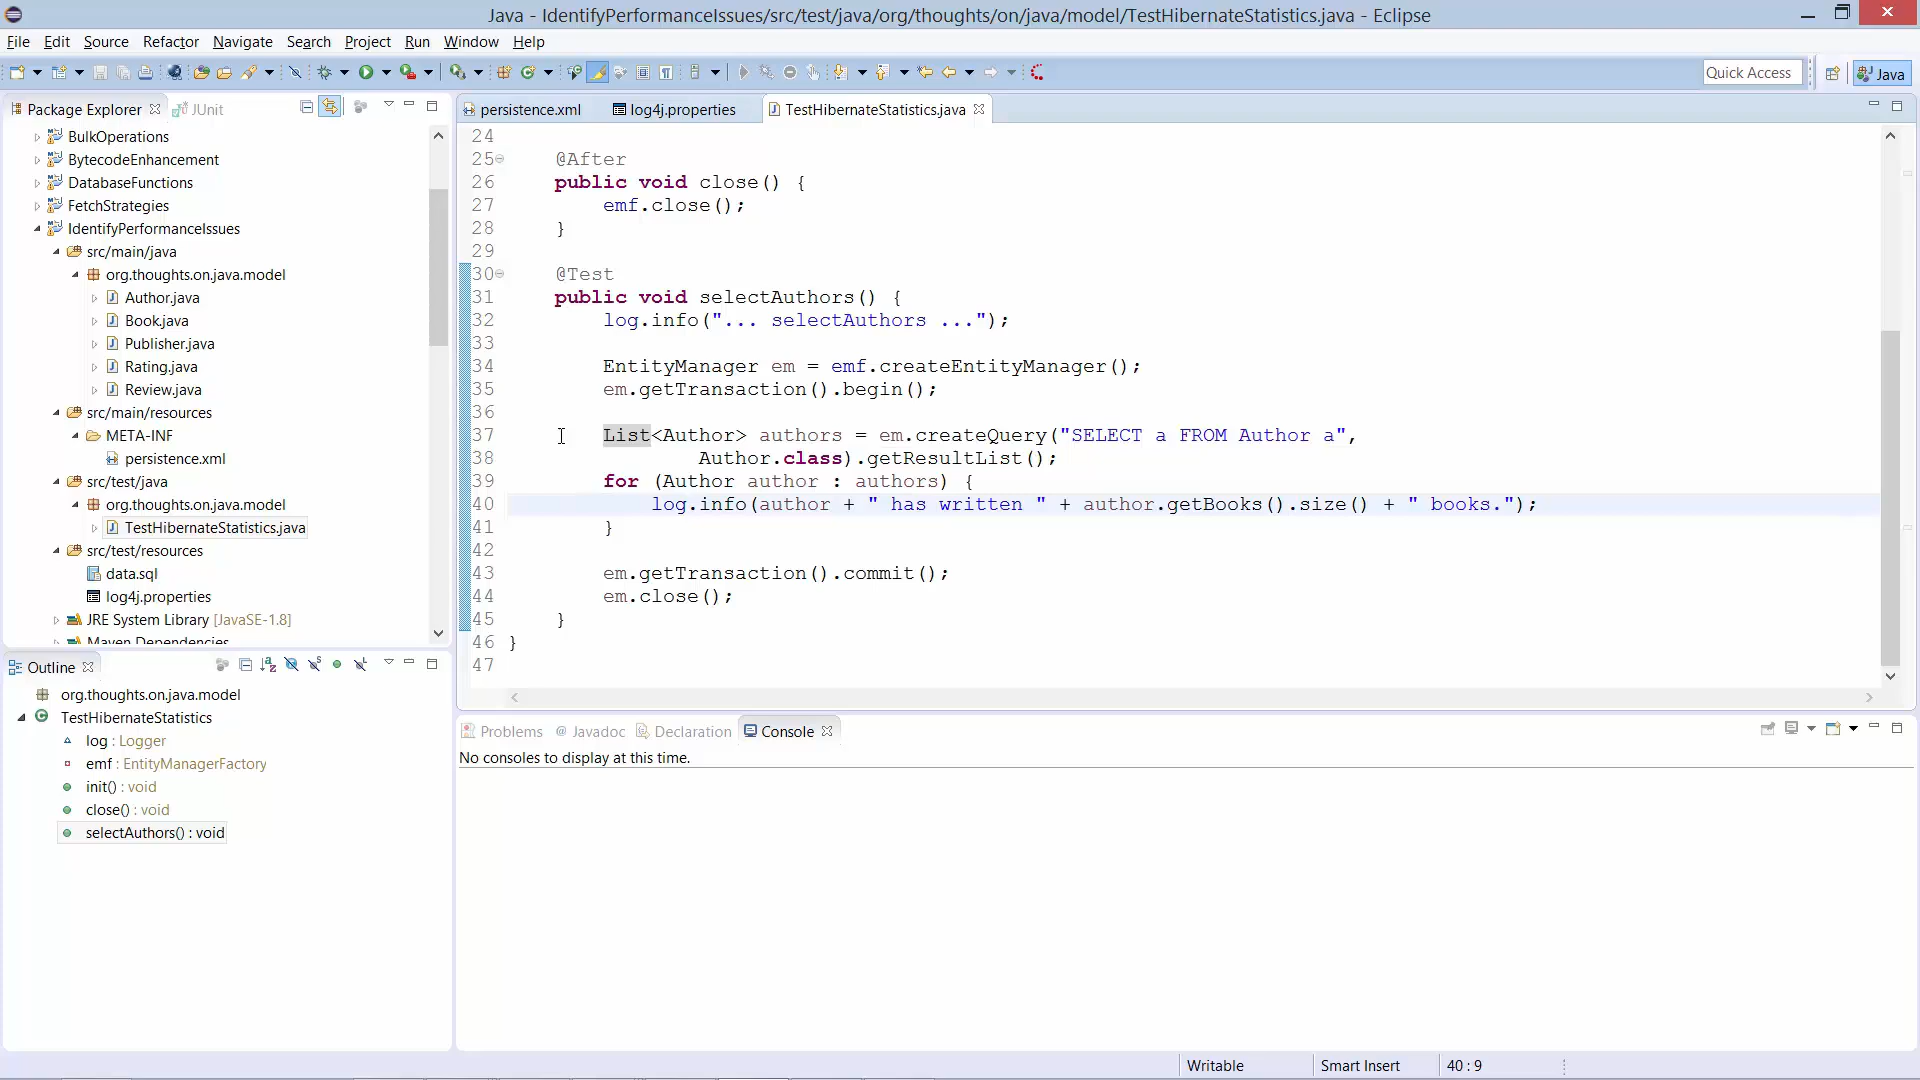 Java - IdentifyPerformanceIssues/src/test/java/org/thoughts/on/java/model/TestHibernateStatistics.java - Eclipse
File Edit Source Refactor Navigate Search Project Run Window Help
Quick Access
Java
Package Explorer
JUnit
BulkOperations
BytecodeEnhancement
DatabaseFunctions
FetchStrategies
IdentifyPerformanceIssues
src/main/java
org.thoughts.on.java.model
Author.java
Book.java
Publisher.java
Rating.java
Review.java
src/main/resources
META-INF
persistence.xml
src/test/java
org.thoughts.on.java.model
TestHibernateStatistics.java
src/test/resources
data.sql
log4j.properties
JRE System Library [JavaSE-1.8]
Maven Dependencies
Outline
org.thoughts.on.java.model
TestHibernateStatistics
log : Logger
emf : EntityManagerFactory
init() : void
close() : void
selectAuthors() : void
persistence.xml log4j.properties TestHibernateStatistics.java
24
25 @After
26 public void close() {
27 emf.close();
28 }
29
30 @Test
31 public void selectAuthors() {
32 log.info("... selectAuthors ...");
33
34 EntityManager em = emf.createEntityManager();
35 em.getTransaction().begin();
36
37 List<Author> authors = em.createQuery("SELECT a FROM Author a",
38 Author.class).getResultList();
39 for (Author author : authors) {
40 log.info(author + " has written " + author.getBooks().size() + " books.");
41 }
42
43 em.getTransaction().commit();
44 em.close();
45 }
46 }
47
Problems @ Javadoc Declaration Console
No consoles to display at this time.
Writable Smart Insert 40 : 9